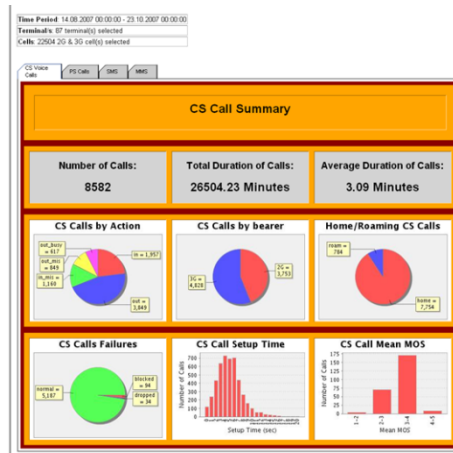 Time Period: 14.08.2007 00:00:00 - 23.10.2007 00:00:00
Terminal/s: 87 terminal(s) selected
Cells: 22504 2G & 3G cell(s) selected
CS Voice Calls
PS Calls
SMS
MMS
CS Call Summary
Number of Calls:
8582
Total Duration of Calls:
26504.23 Minutes
Average Duration of Calls:
3.09 Minutes
CS Calls by Action
out_busy = 617
out_mis = 849
in_mis = 1,160
in = 1,957
out = 3,849
CS Calls by bearer
3G = 4,828
2G = 3,753
Home/Roaming CS Calls
roam = 784
home = 7,754
CS Calls Failures
normal = 5,187
blocked = 94
dropped = 34
CS Call Setup Time
Number of Calls
700
600
500
400
300
200
100
0
Setup Time (sec)
CS Call Mean MOS
Number of Calls
175
150
125
100
75
50
25
0
1-2
2-3
3-4
4-5
Mean MOS